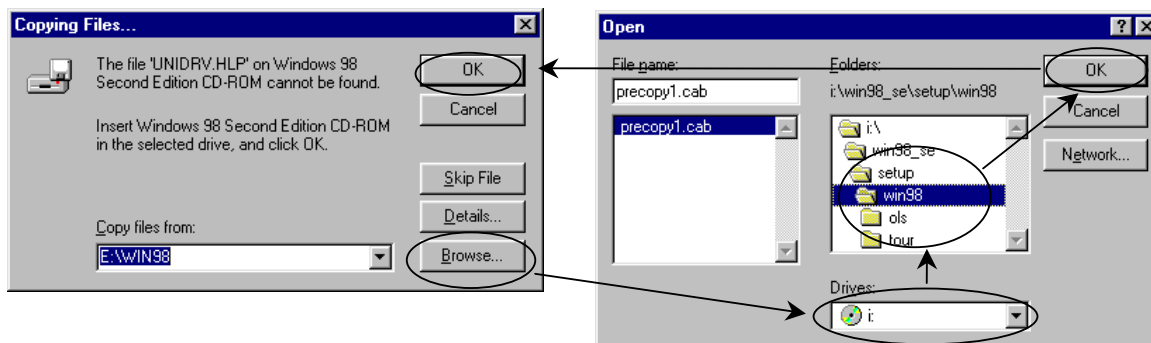 Copying Files...
The file 'UNIDRV.HLP' on Windows 98
Second Edition CD-ROM cannot be found.
Insert Windows 98 Second Edition CD-ROM
in the selected drive, and click OK.
OK
Cancel
Skip File
Details...
Browse...
Copy files from:
E:\WIN98
Open
File name:
precopy1.cab
precopy1.cab
Folders:
i:\win98_se\setup\win98
i:\
win98_se
setup
win98
ols
tour
Drives:
i:
OK
Cancel
Network...